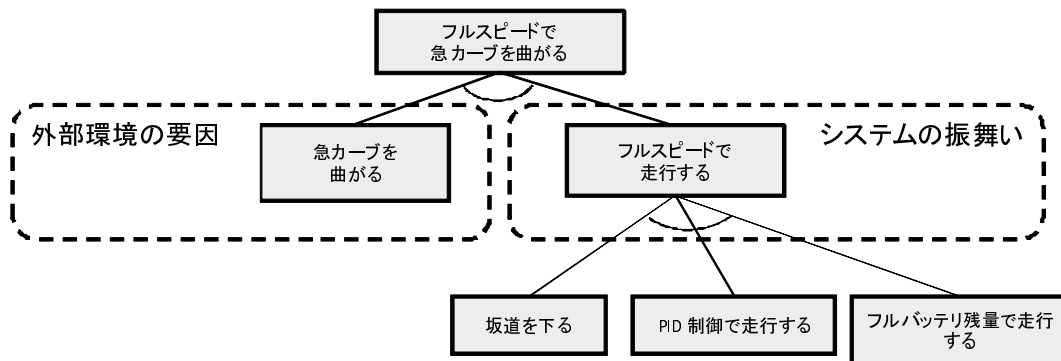 フルスピードで
急カーブを曲がる
外部環境の要因
急カーブを
曲がる
フルスピードで
走行する
システムの振舞い
坂道を下る
PID 制御で走行する
フルバッテリ残量で走行
する